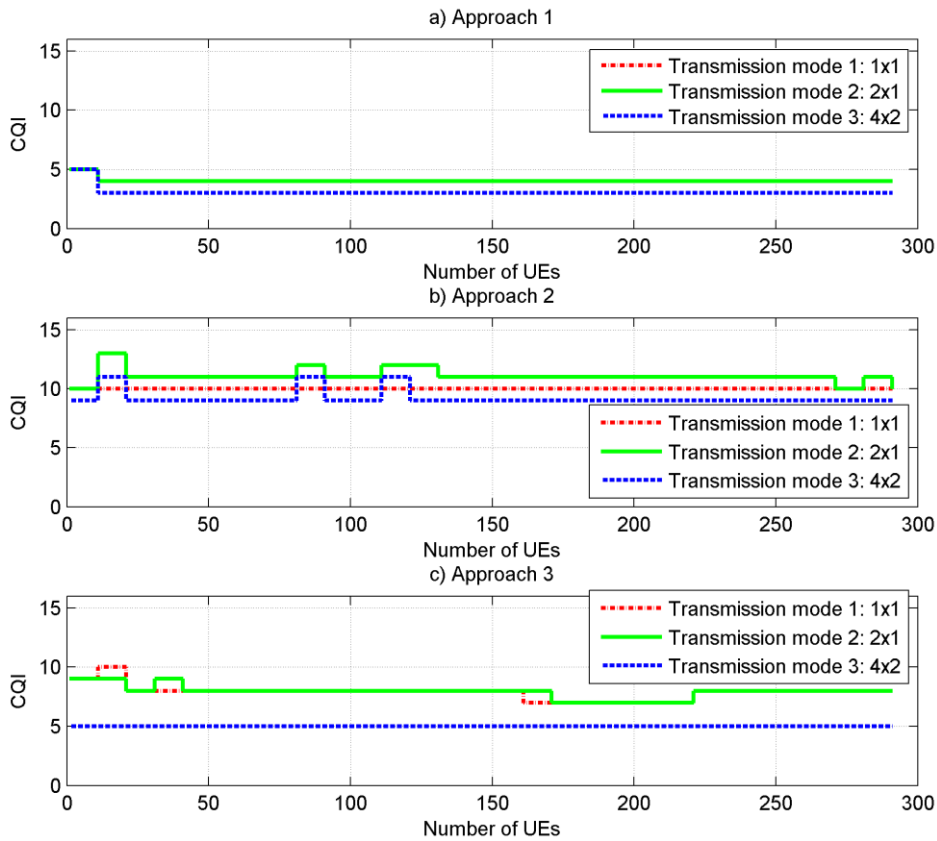 a) Approach 1
15
10
5
0
CQI
Transmission mode 1: 1x1
Transmission mode 2: 2x1
Transmission mode 3: 4x2
0 50 100 150 200 250 300
Number of UEs
b) Approach 2
15
10
5
0
CQI
Transmission mode 1: 1x1
Transmission mode 2: 2x1
Transmission mode 3: 4x2
0 50 100 150 200 250 300
Number of UEs
c) Approach 3
15
10
5
0
CQI
Transmission mode 1: 1x1
Transmission mode 2: 2x1
Transmission mode 3: 4x2
0 50 100 150 200 250 300
Number of UEs